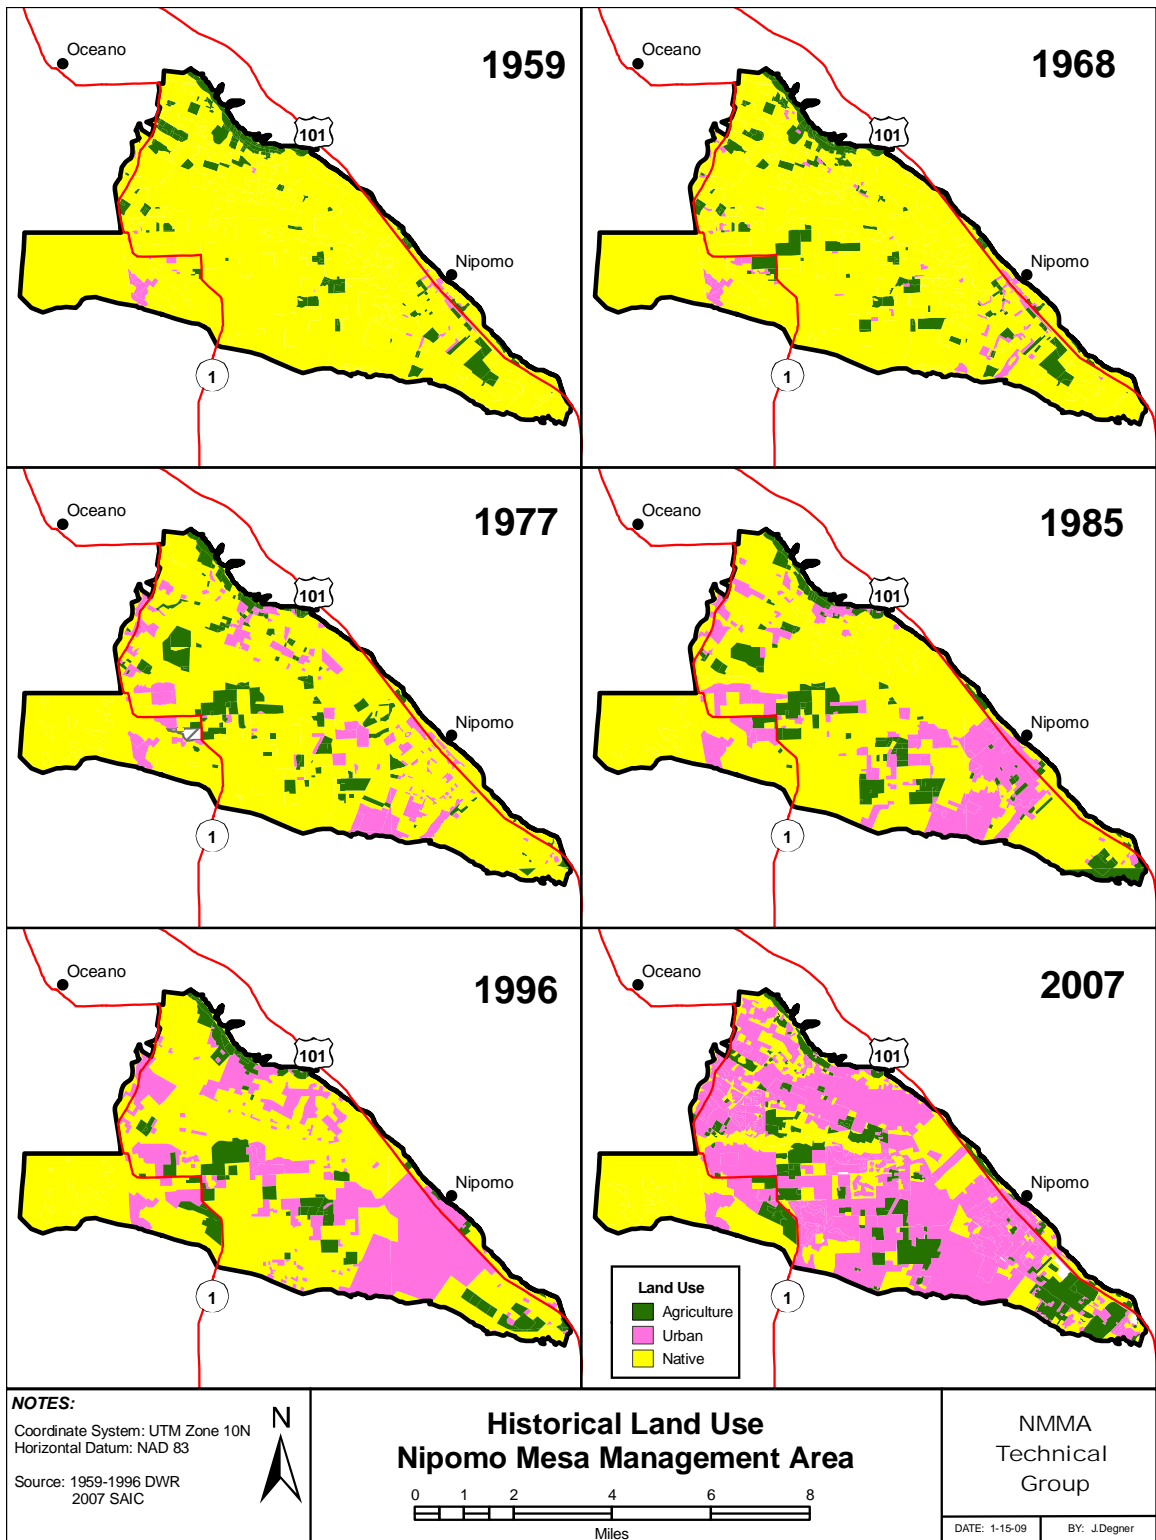 Oceano
1959
101
Nipomo
1
Oceano
1968
101
Nipomo
1
Oceano
1977
101
Nipomo
1
Oceano
1985
101
Nipomo
1
Oceano
1996
101
Nipomo
1
Oceano
2007
101
Nipomo
1
Land Use
Agriculture
Urban
Native
NOTES:
Coordinate System: UTM Zone 10N
Horizontal Datum: NAD 83
Source: 1959-1996 DWR
2007 SAIC
N
Historical Land Use
Nipomo Mesa Management Area
0 1 2 4 6 8
Miles
NMMA
Technical
Group
DATE: 1-15-09 BY: J.Degner